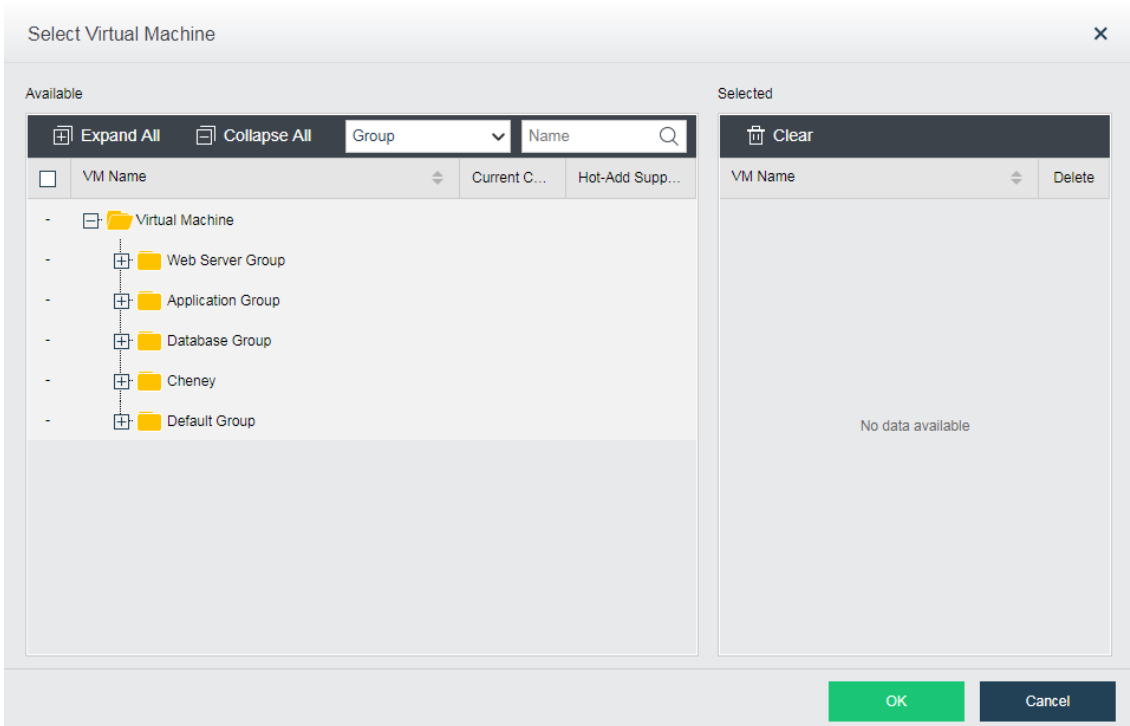 Select Virtual Machine
Available
Selected
Expand All Collapse All Group Name
Clear
VM Name Current C... Hot-Add Supp...
VM Name Delete
- Virtual Machine
- Web Server Group
- Application Group
- Database Group
- Cheney
- Default Group
No data available
OK Cancel